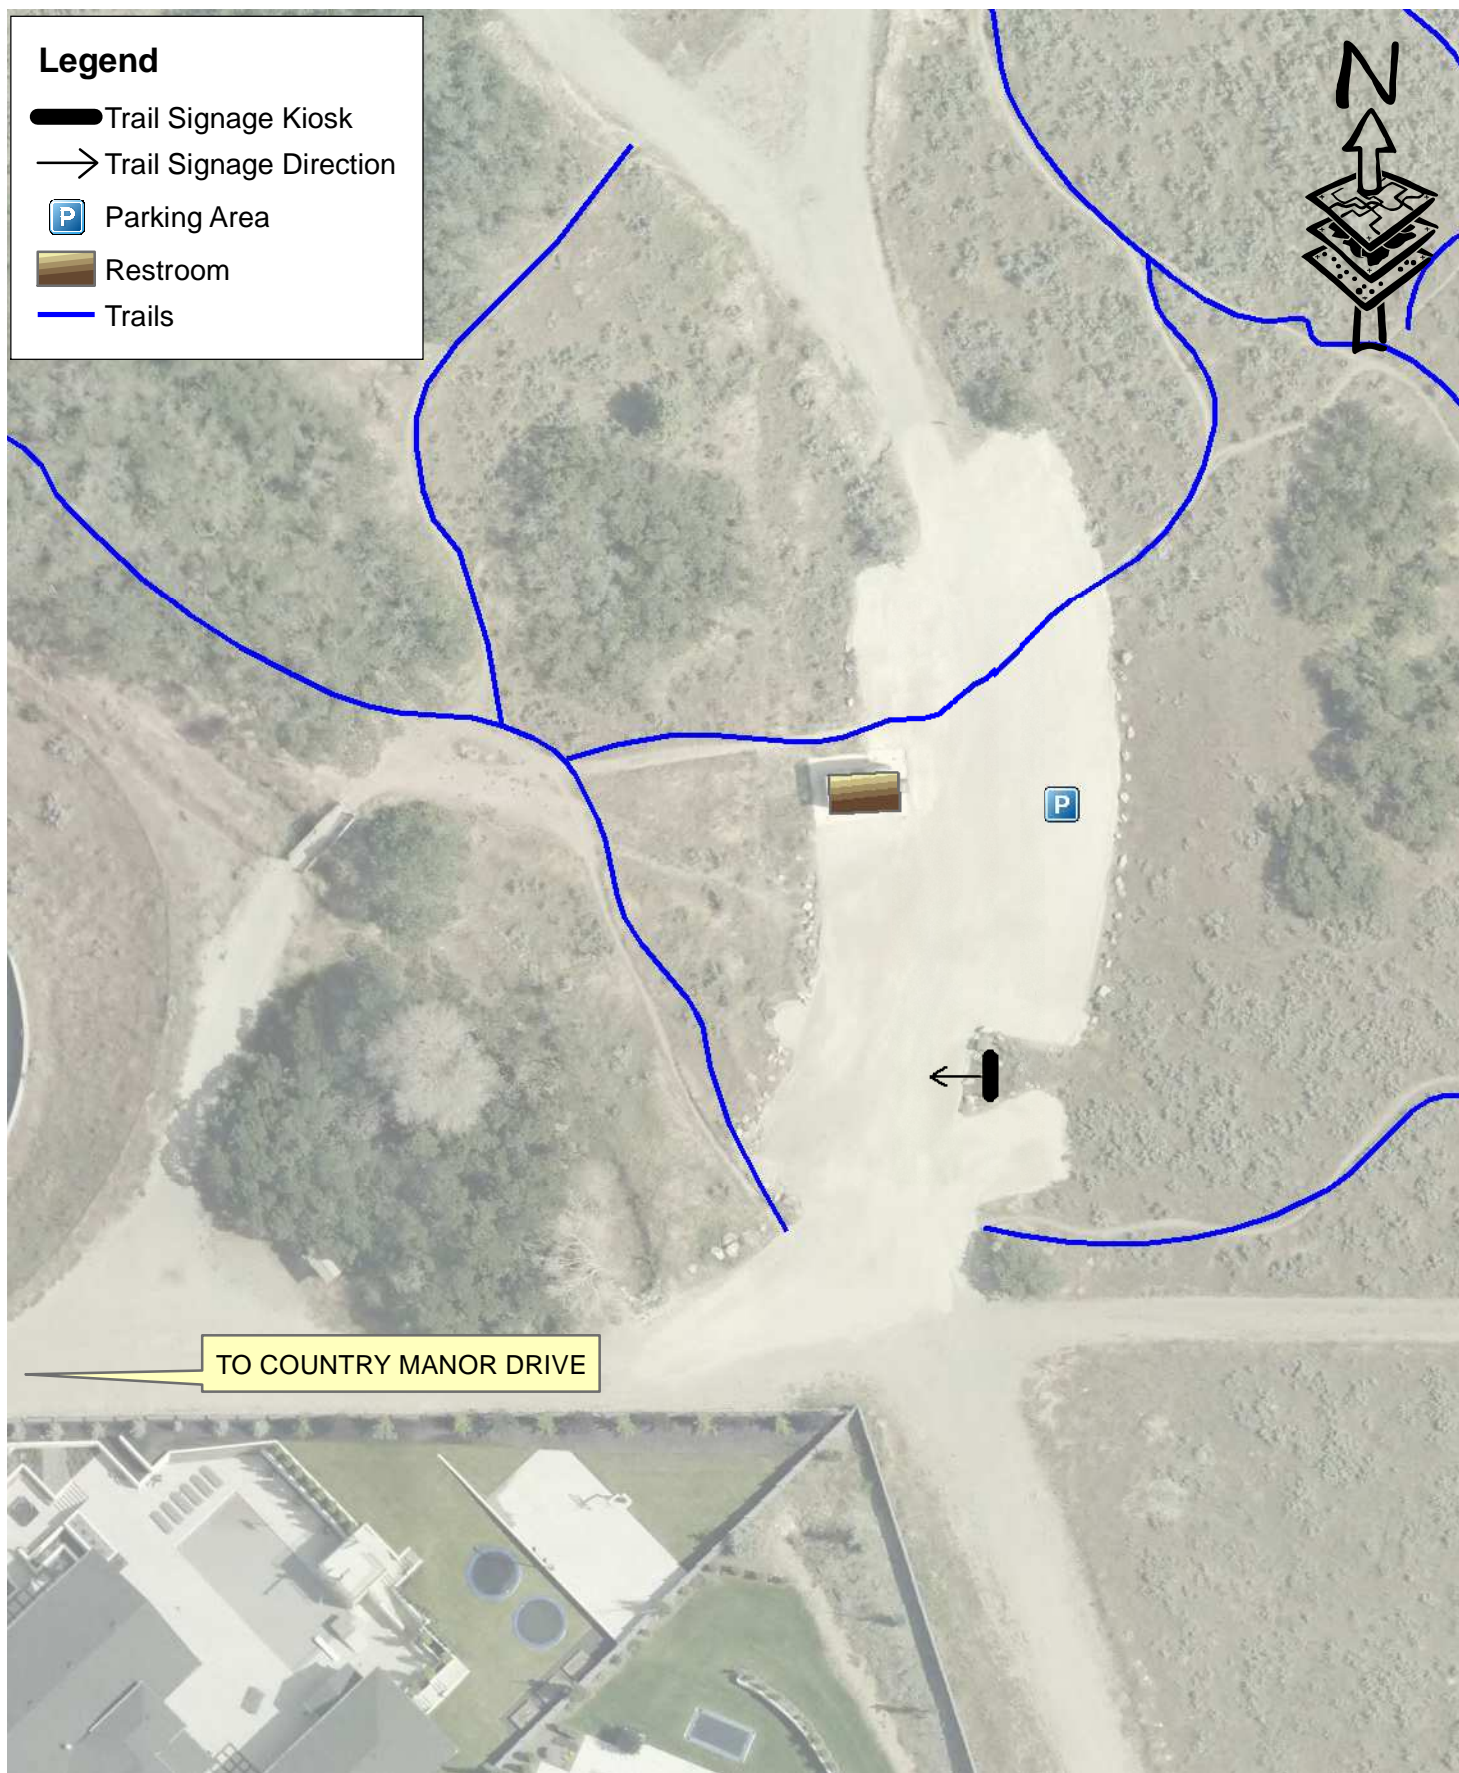 Legend
Trail Signage Kiosk
Trail Signage Direction
P
Parking Area
Restroom
Trails
N
P
TO COUNTRY MANOR DRIVE